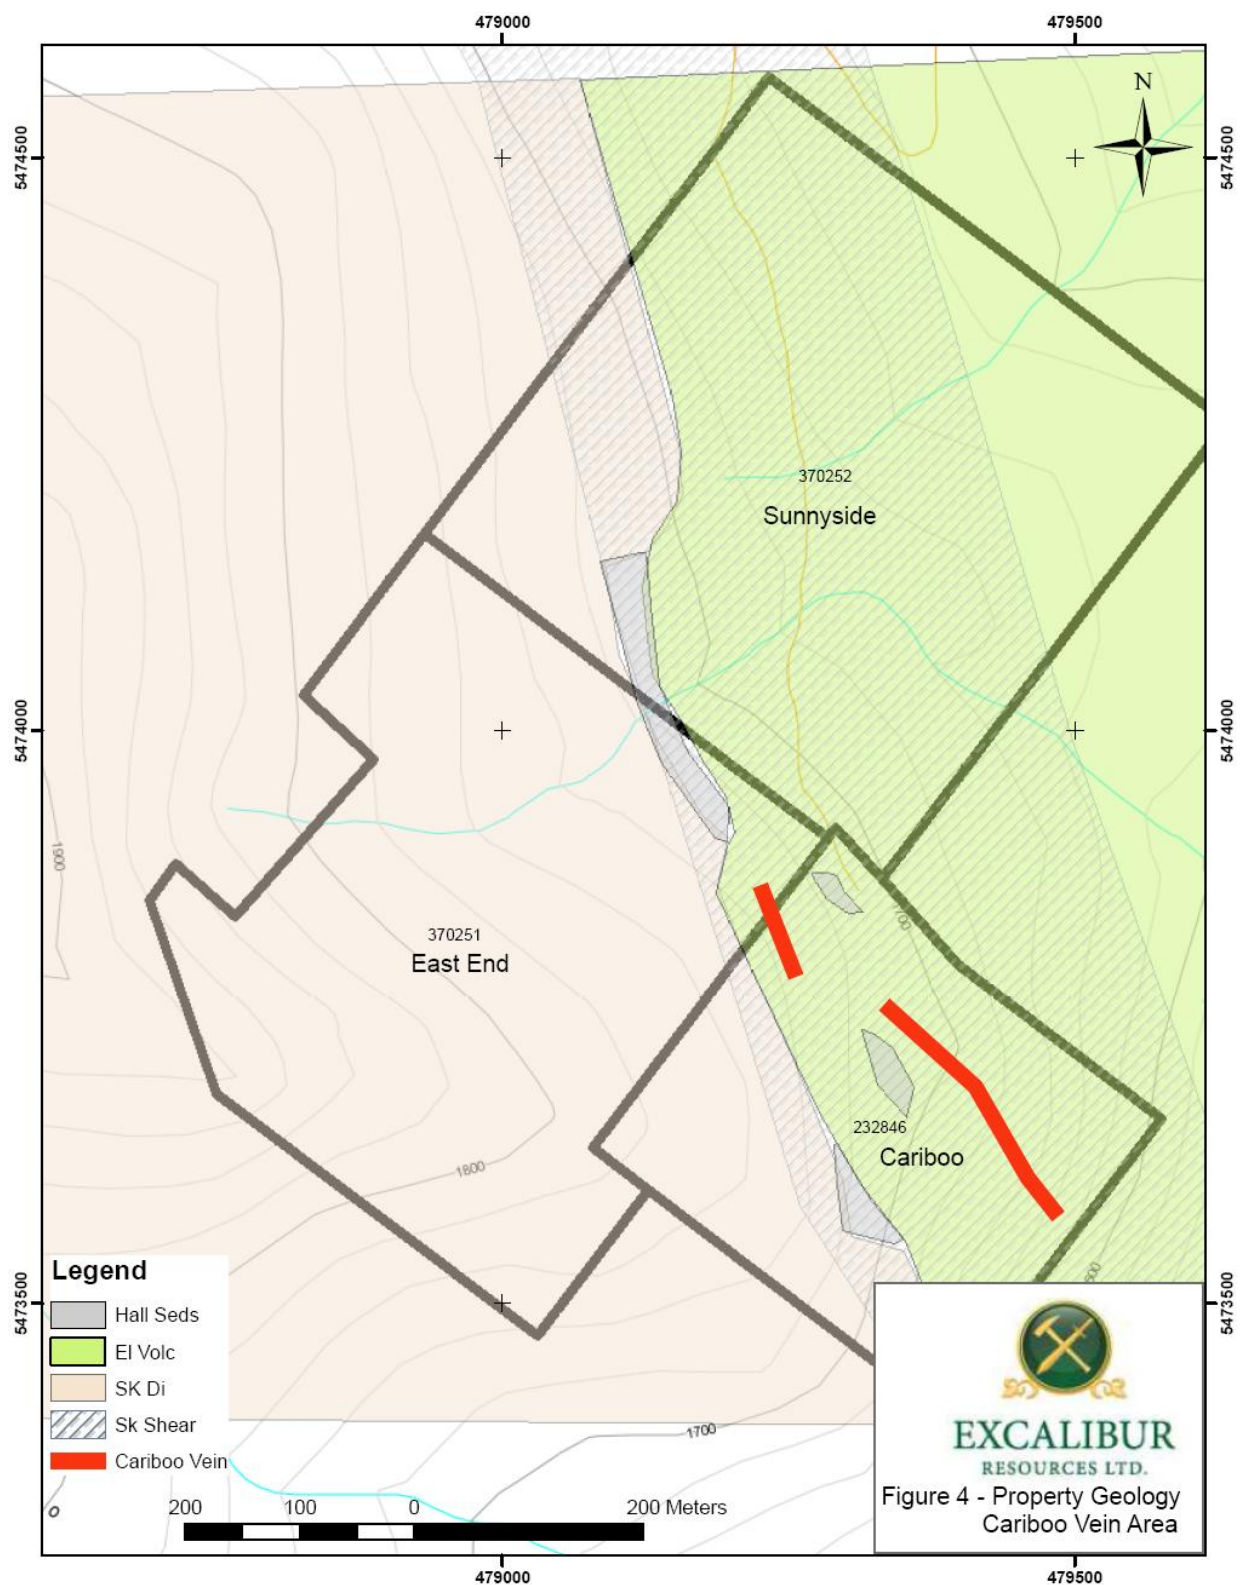 479000
479500
N
5474500
5474500
370252
Sunnyside
5474000
5474000
1900
1700
370251
East End
232846
Cariboo
1800
5473500
5473500
Legend
Hall Seds
El Volc
SK Di
Sk Shear
Cariboo Vein
1700
200
100
0
200 Meters
EXCALIBUR
RESOURCES LTD.
Figure 4 - Property Geology
Cariboo Vein Area
479000
479500